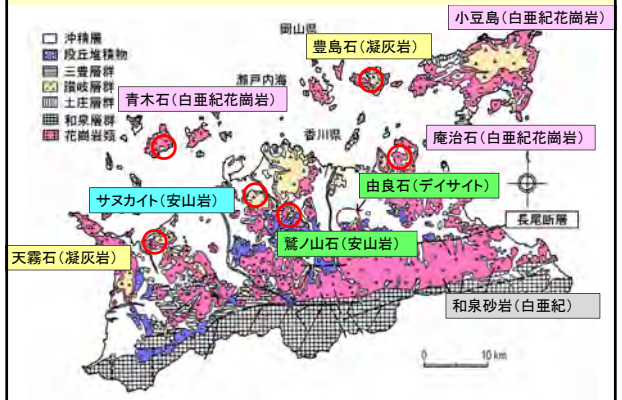 小豆島（白亜紀花崗岩）
岡山県
豊島石（凝灰岩）
沖積層
段丘堆積物
三豊層群
讃岐層群
土庄層群
和泉層群
花崗岩類
瀬戸内海
青木石（白亜紀花崗岩）
香川県
庵治石（白亜紀花崗岩）
由良石（デイサイト）
サヌカイト（安山岩）
長尾断層
鷲ノ山石（安山岩）
天霧石（凝灰岩）
和泉砂岩（白亜紀）
0 10 km